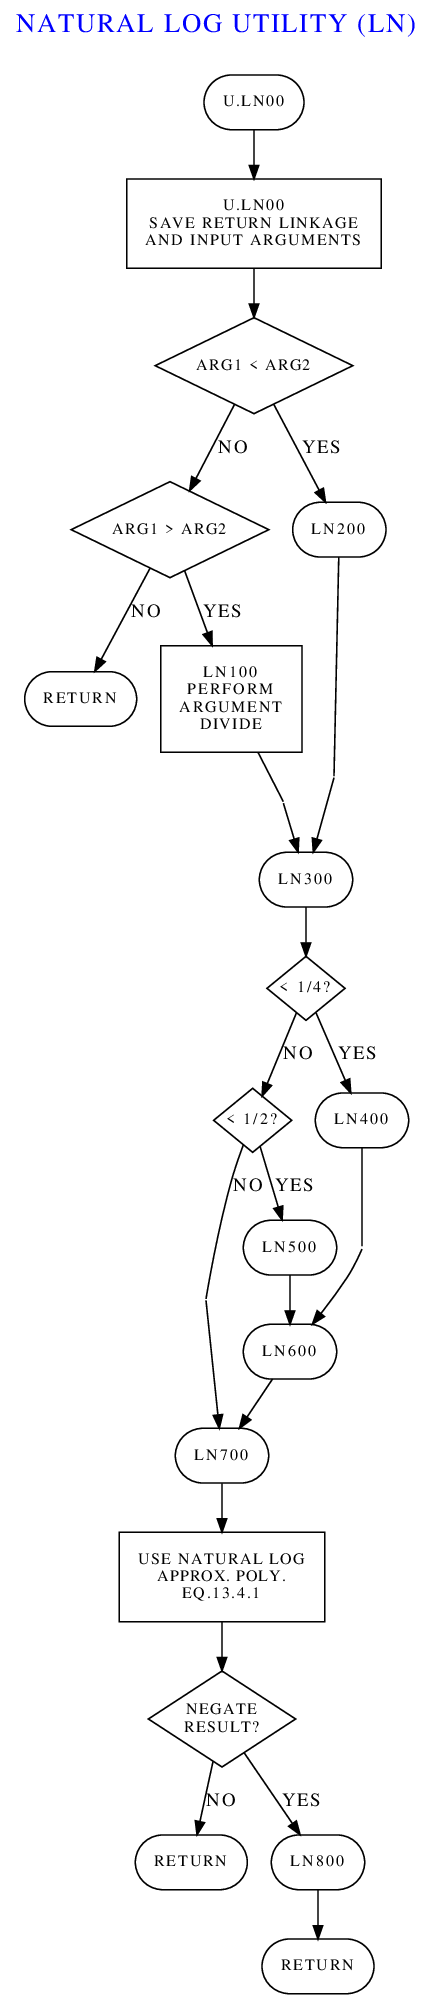 NATURAL LOG UTILITY (LN)
U.LN00
U.LN00
SAVE RETURN LINKAGE
AND INPUT ARGUMENTS
ARG1 < ARG2
NO
YES
ARG1 > ARG2
LN200
NO
YES
RETURN
LN100
PERFORM
ARGUMENT
DIVIDE
LN300
< 1/4?
NO
YES
< 1/2?
LN400
NO
YES
LN500
LN600
LN700
USE NATURAL LOG
APPROX. POLY.
EQ.13.4.1
NEGATE
RESULT?
NO
YES
RETURN
LN800
RETURN